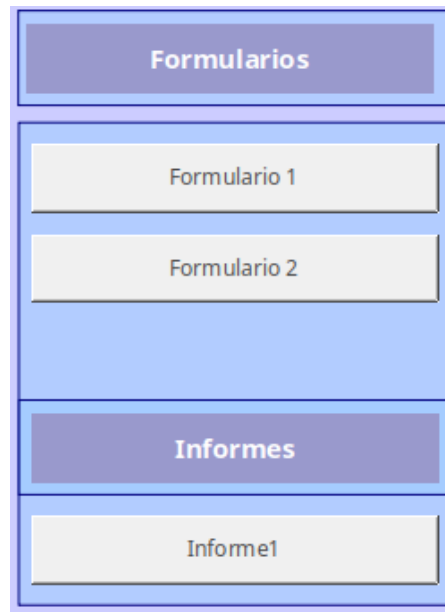 Formularios
Formulario 1
Formulario 2
Informes
Informe1